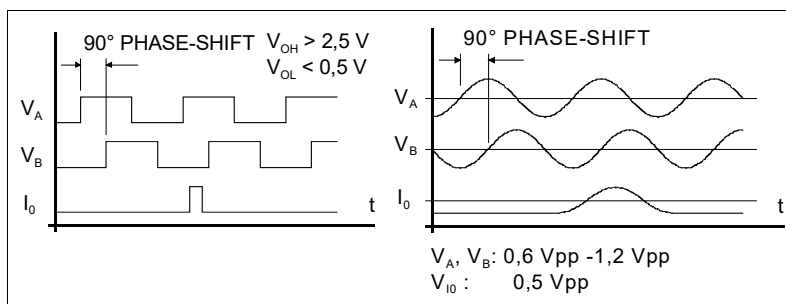 90° PHASE-SHIFT
V_OH > 2,5 V
V_OL < 0,5 V
V_A
V_B
I_0
t
90° PHASE-SHIFT
V_A
V_B
I_0
t
V_A, V_B: 0,6 Vpp -1,2 Vpp
V_I0 : 0,5 Vpp